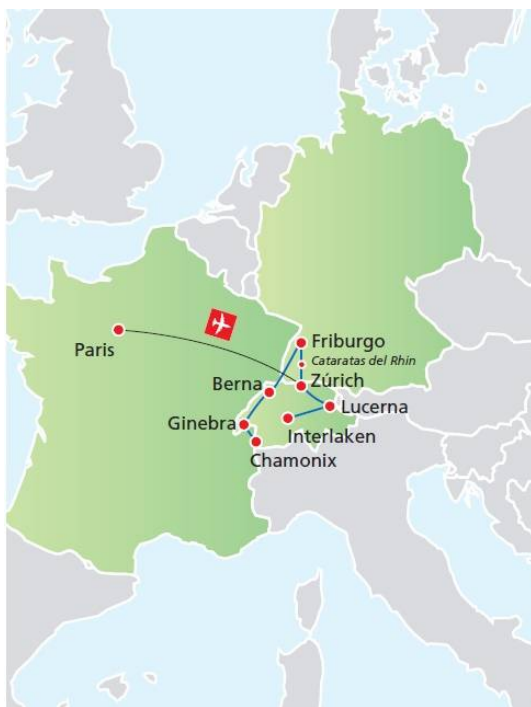 Paris
Friburgo
Cataratas del Rhin
Zúrich
Berna
Lucerna
Ginebra
Interlaken
Chamonix